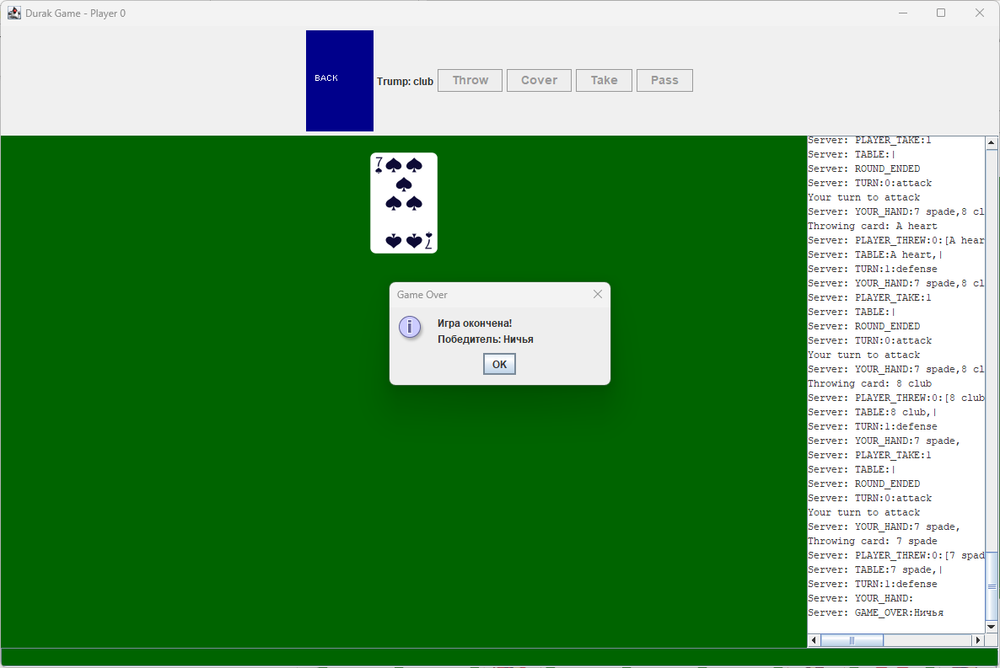 Durak Game - Player 0
BACK
Trump: club
Throw
Cover
Take
Pass
7
7
Game Over
Игра окончена!
Победитель: Ничья
OK
Server: PLAYER_TAKE:1
Server: TABLE:|
Server: ROUND_ENDED
Server: TURN:0:attack
Your turn to attack
Server: YOUR_HAND:7 spade,8 cl
Throwing card: A heart
Server: PLAYER_THREW:0:[A hear
Server: TABLE:A heart,|
Server: TURN:1:defense
Server: YOUR_HAND:7 spade,8 cl
Server: PLAYER_TAKE:1
Server: TABLE:|
Server: ROUND_ENDED
Server: TURN:0:attack
Your turn to attack
Server: YOUR_HAND:7 spade,8 cl
Throwing card: 8 club
Server: PLAYER_THREW:0:[8 club
Server: TABLE:8 club,|
Server: TURN:1:defense
Server: YOUR_HAND:7 spade,
Server: PLAYER_TAKE:1
Server: TABLE:|
Server: ROUND_ENDED
Server: TURN:0:attack
Your turn to attack
Server: YOUR_HAND:7 spade,
Throwing card: 7 spade
Server: PLAYER_THREW:0:[7 spad
Server: TABLE:7 spade,|
Server: TURN:1:defense
Server: YOUR_HAND:
Server: GAME_OVER:Ничья